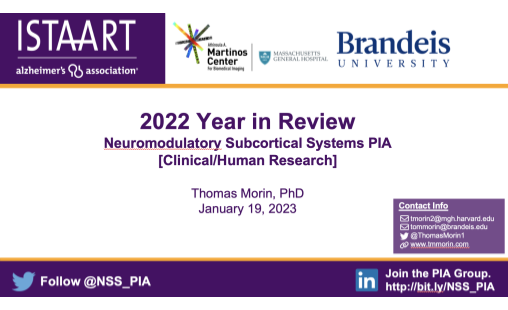 ISTAART
alzheimer's association®
Athinoula A.
Martinos
Center
for Biomedical Imaging
MASSACHUSETTS
GENERAL HOSPITAL
Brandeis
UNIVERSITY
2022 Year in Review
Neuromodulatory Subcortical Systems PIA
[Clinical/Human Research]
Thomas Morin, PhD
January 19, 2023
Contact Info
tmorin2@mgh.harvard.edu
tommorin@brandeis.edu
@ThomasMorin1
www.tmmorin.com
Follow @NSS_PIA
Join the PIA Group.
http://bit.ly/NSS_PIA